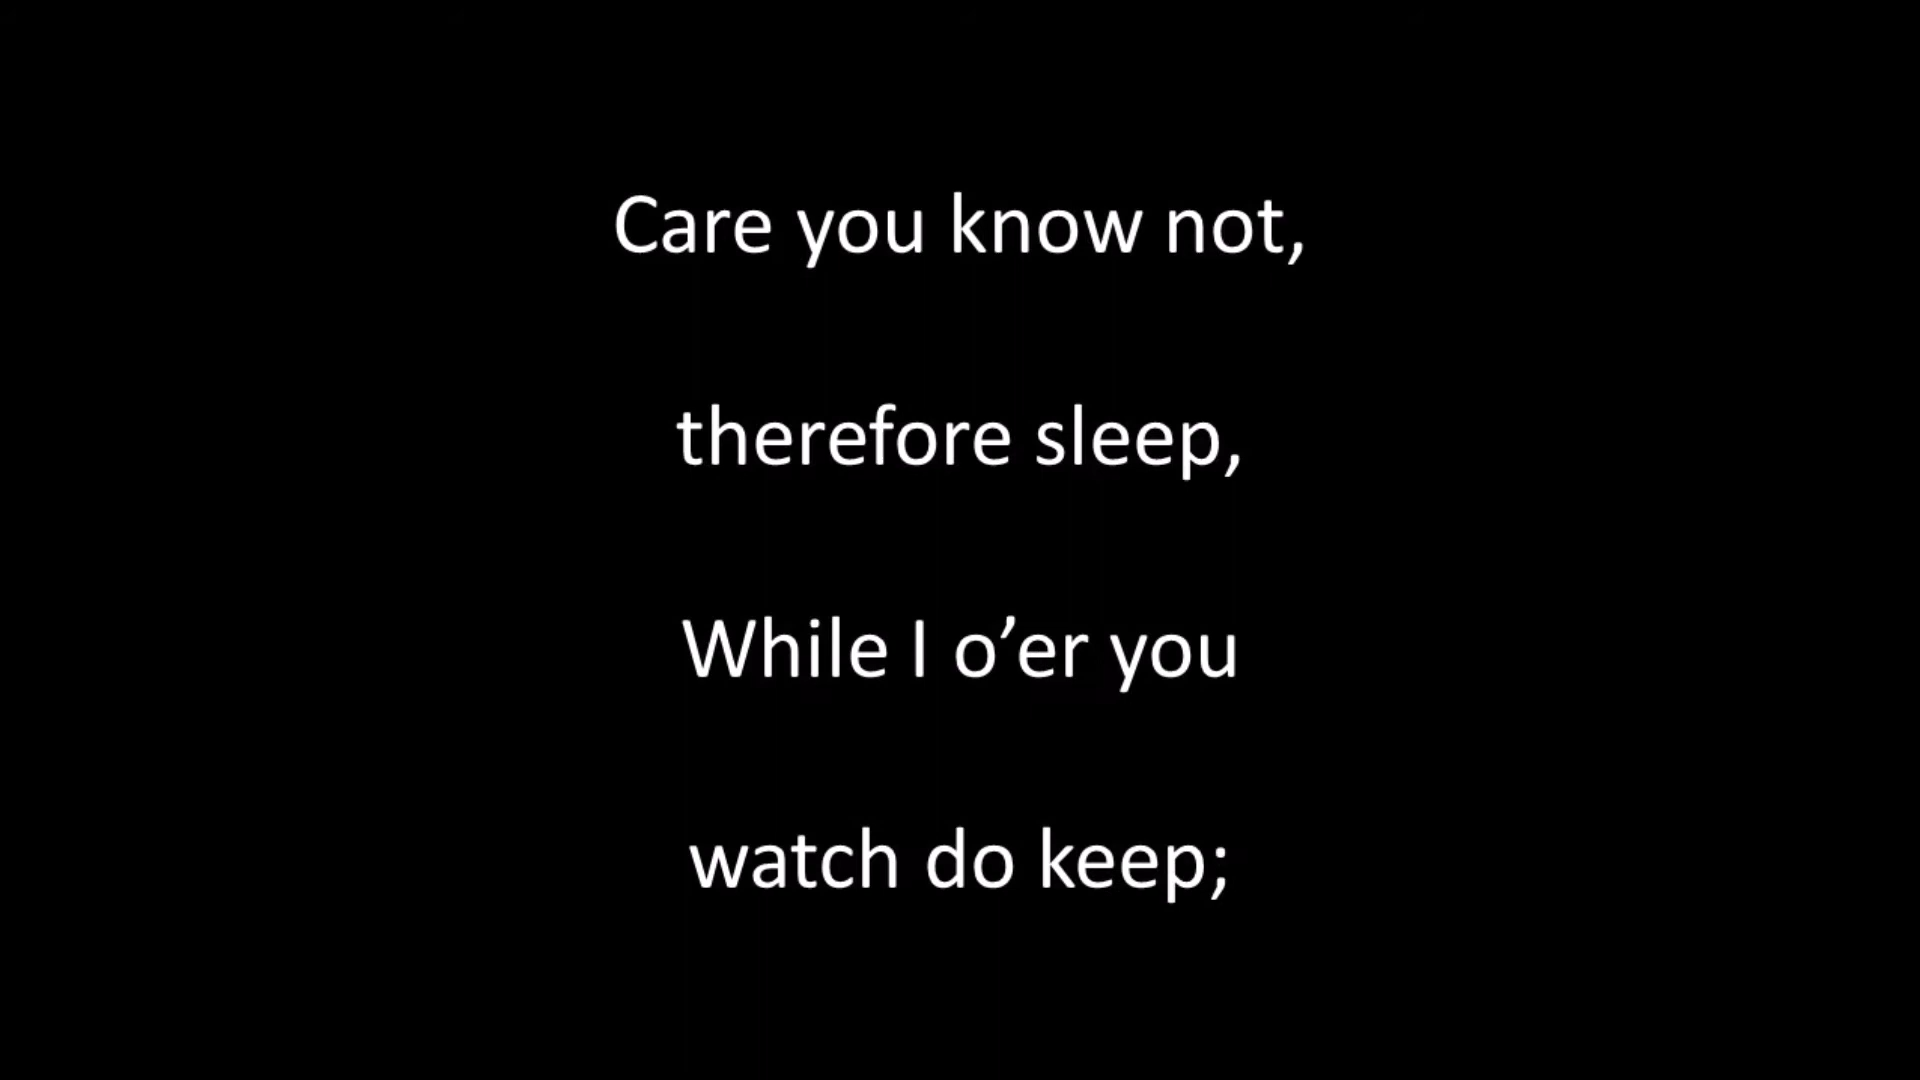 Care you know not,
therefore sleep,
While I o’er you
watch do keep;